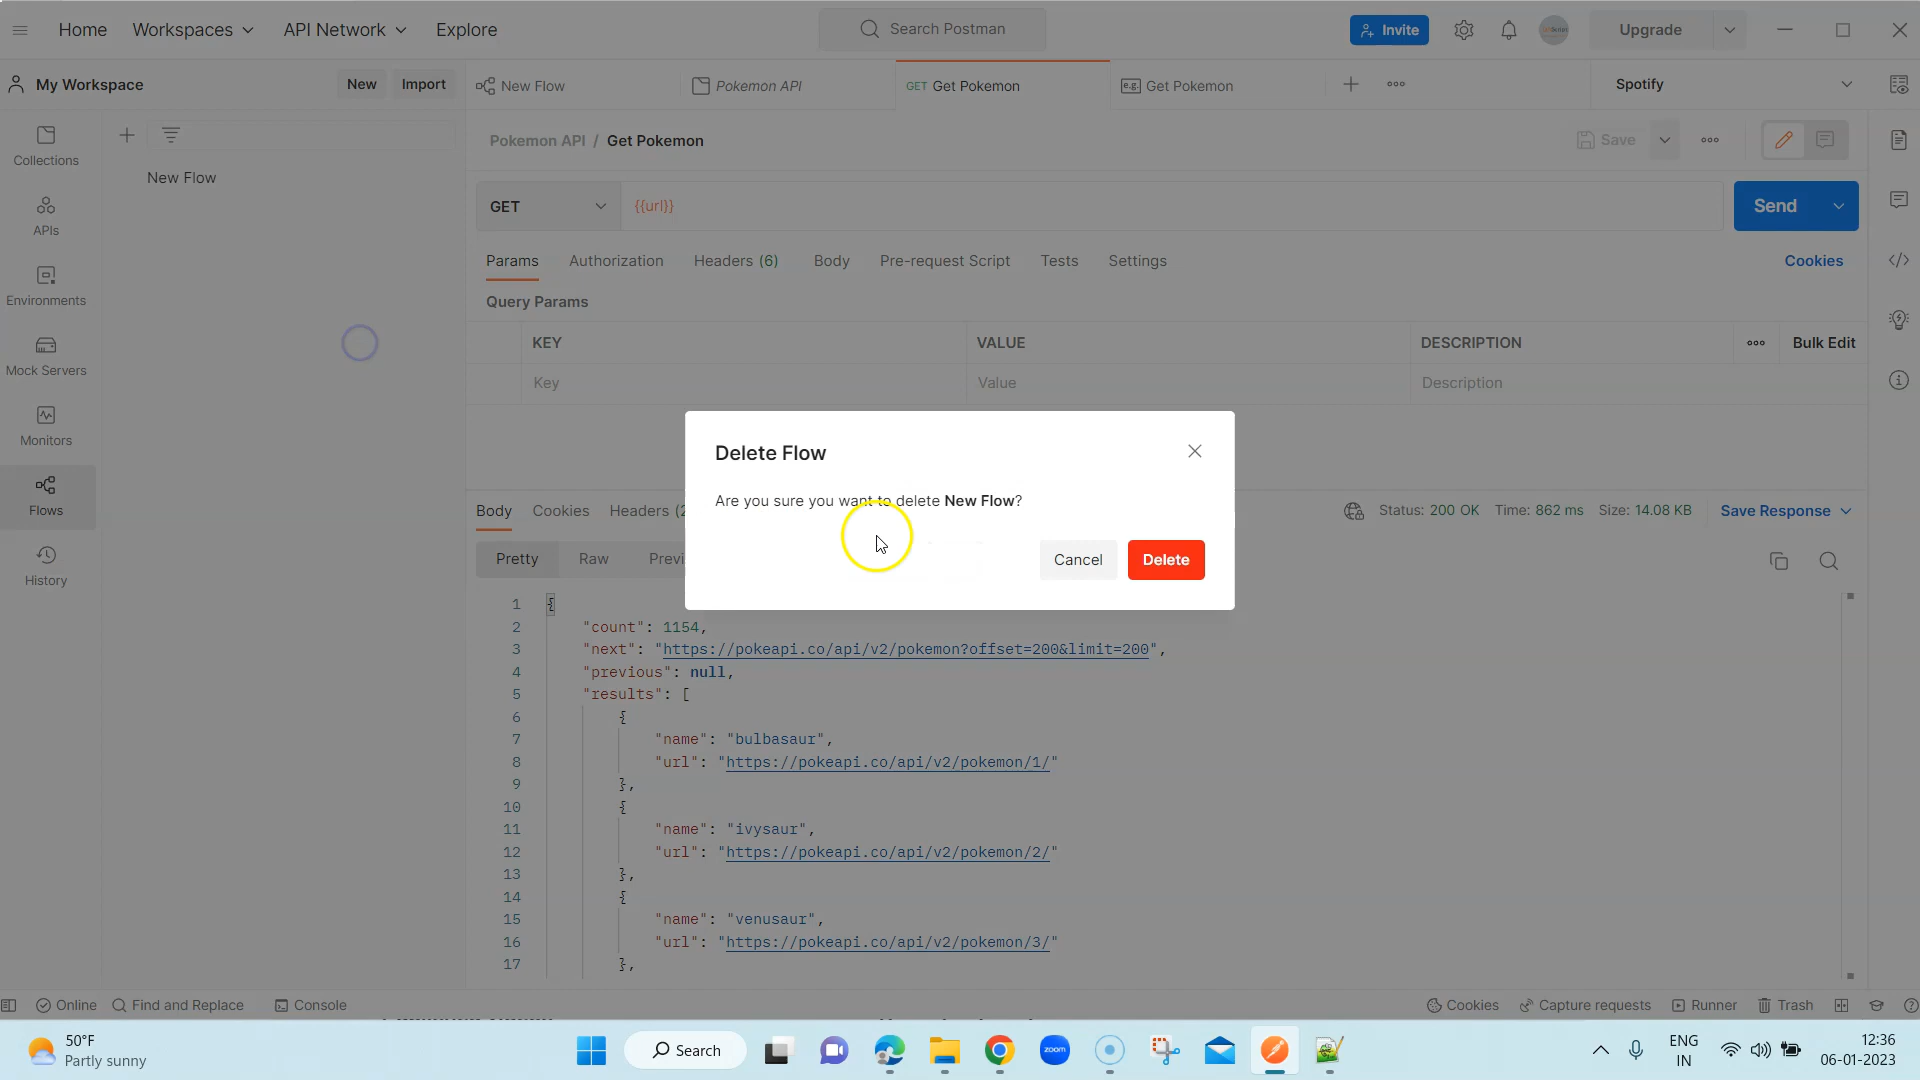 Home
Workspaces
API Network
Explore
Search Postman
Invite
Upgrade
My Workspace
New
Import
New Flow
Pokemon API
GET Get Pokemon
e.g. Get Pokemon
Spotify
Collections
APIs
Environments
Mock Servers
Monitors
Flows
History
New Flow
Pokemon API / Get Pokemon
Save
GET
{{url}}
Send
Params
Authorization
Headers (6)
Body
Pre-request Script
Tests
Settings
Cookies
Query Params
KEY
VALUE
DESCRIPTION
Bulk Edit
Key
Value
Description
Delete Flow
Are you sure you want to delete New Flow?
Cancel
Delete
Body
Cookies
Headers (2
Status: 200 OK
Time: 862 ms
Size: 14.08 KB
Save Response
Pretty
Raw
Previ
1 {
2 "count": 1154,
3 "next": "https://pokeapi.co/api/v2/pokemon?offset=200&limit=200",
4 "previous": null,
5 "results": [
6 {
7 "name": "bulbasaur",
8 "url": "https://pokeapi.co/api/v2/pokemon/1/"
9 },
10 {
11 "name": "ivysaur",
12 "url": "https://pokeapi.co/api/v2/pokemon/2/"
13 },
14 {
15 "name": "venusaur",
16 "url": "https://pokeapi.co/api/v2/pokemon/3/"
17 },
Online
Find and Replace
Console
Cookies
Capture requests
Runner
Trash
50°F
Partly sunny
Search
zoom
ENG
IN
12:36
06-01-2023